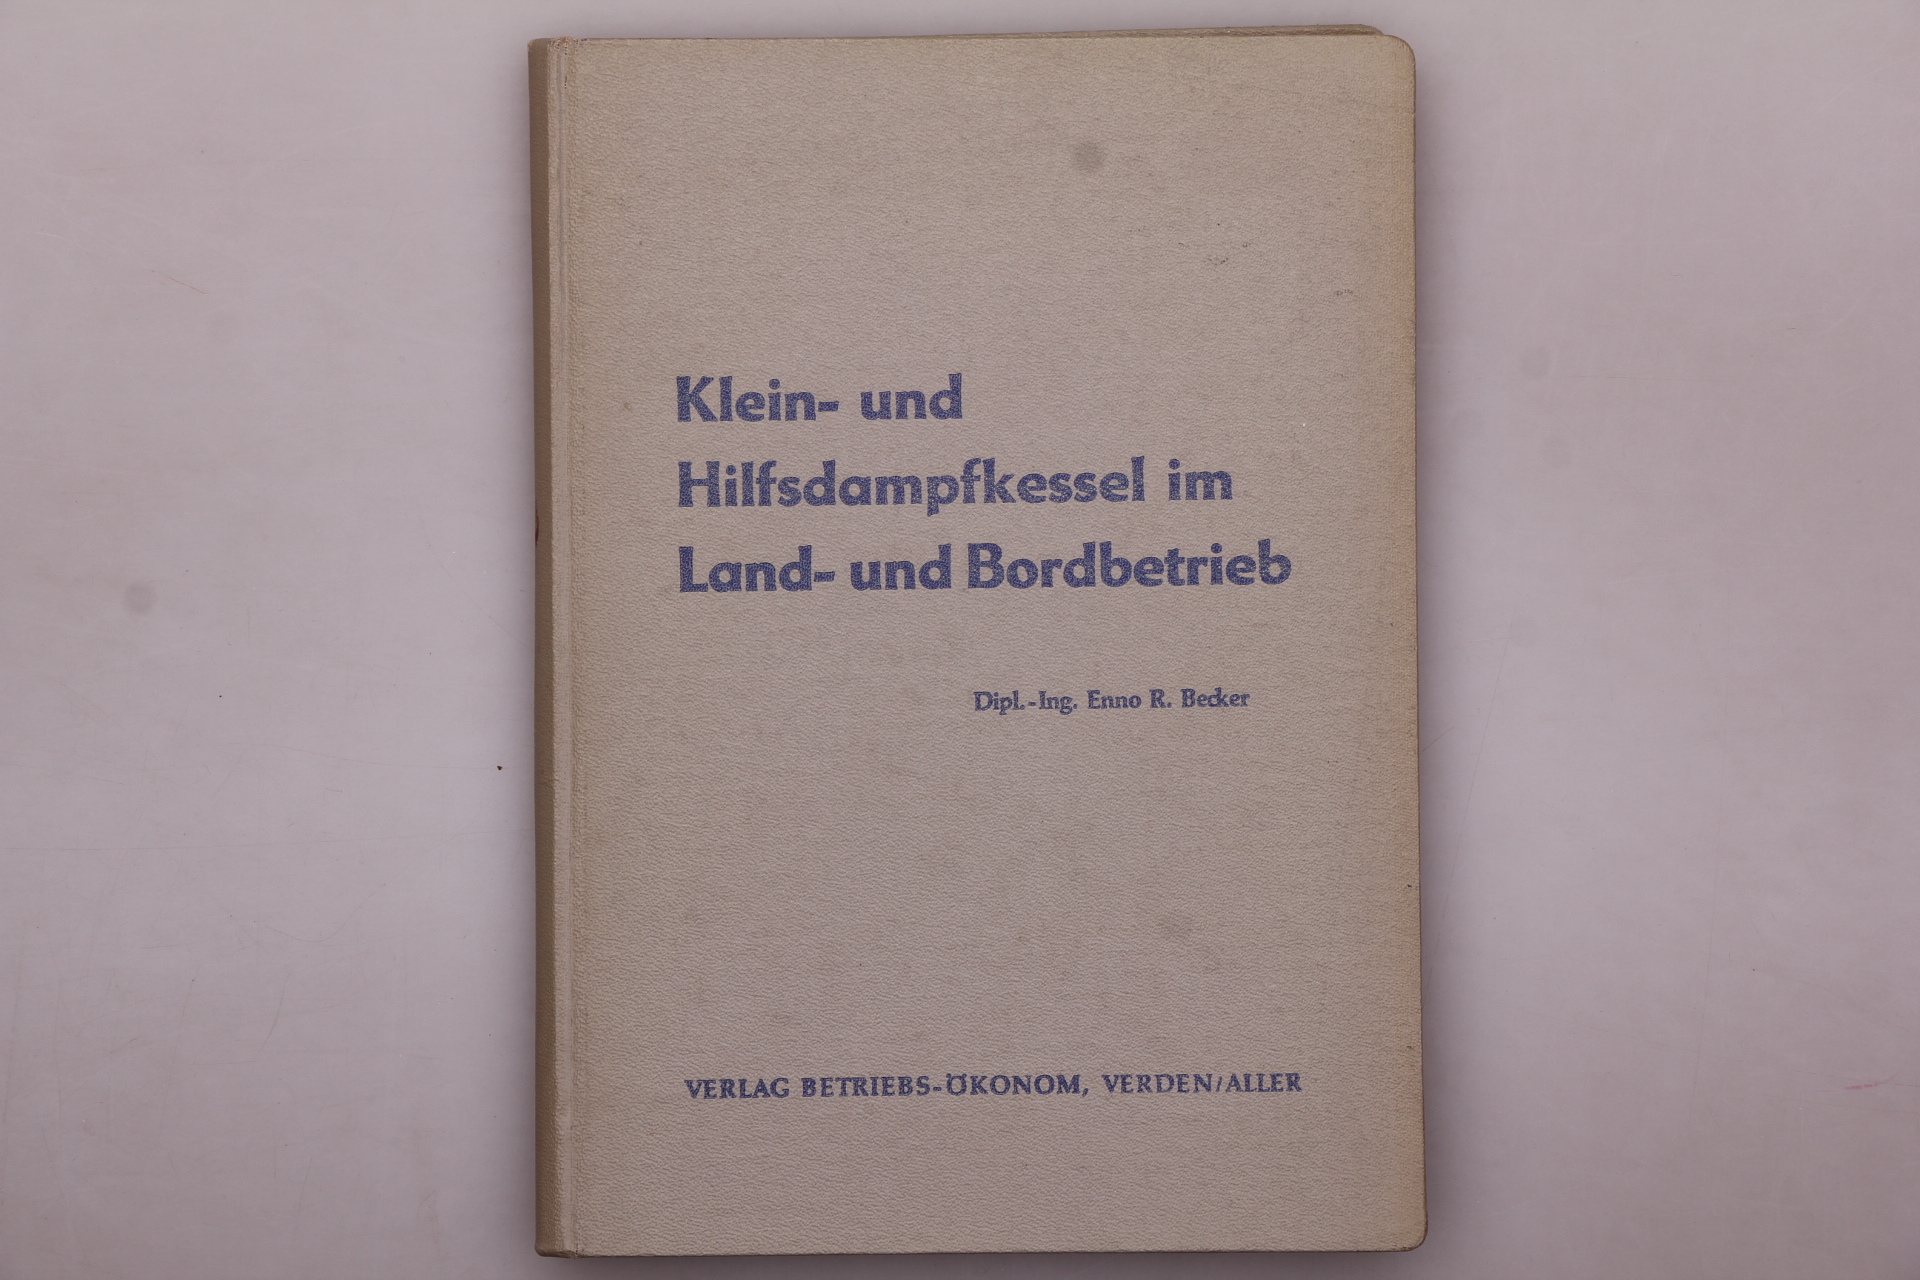 Klein- und
Hilfsdampfkessel im
Land- und Bordbetrieb
Dipl.-Ing. Enno R. Becker
VERLAG BETRIEBS-ÖKONOM, VERDEN/ALLER